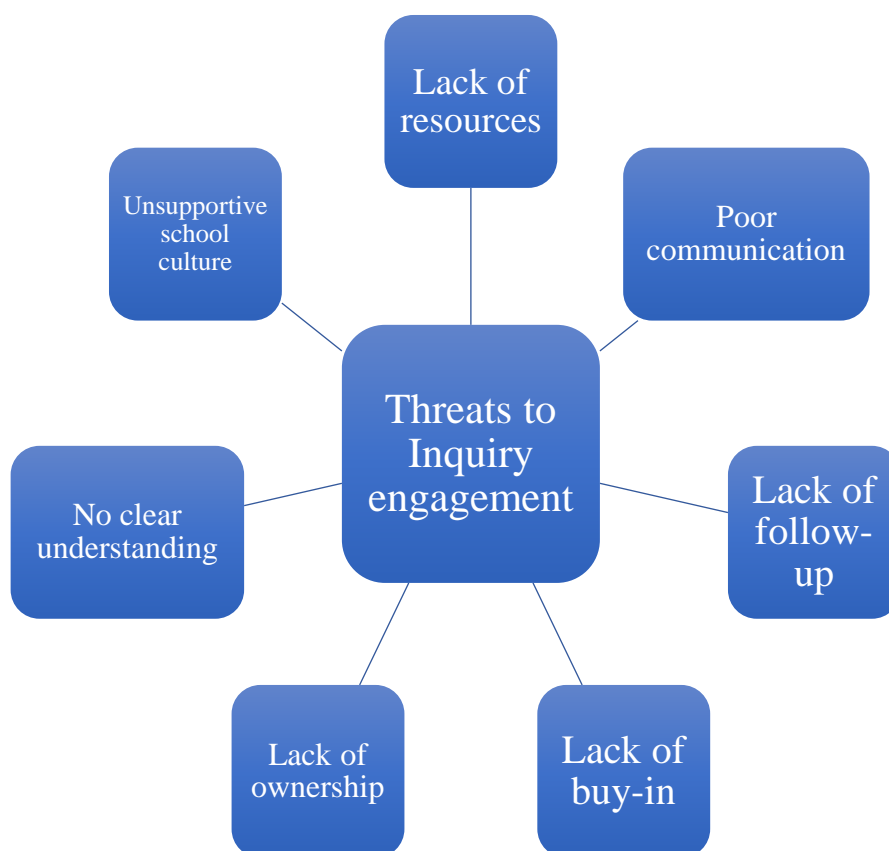 Lack of
resources
Poor
communication
Unsupportive
school
culture
Threats to
Inquiry
engagement
Lack of
follow-
up
No clear
understanding
Lack of
buy-in
Lack of
ownership